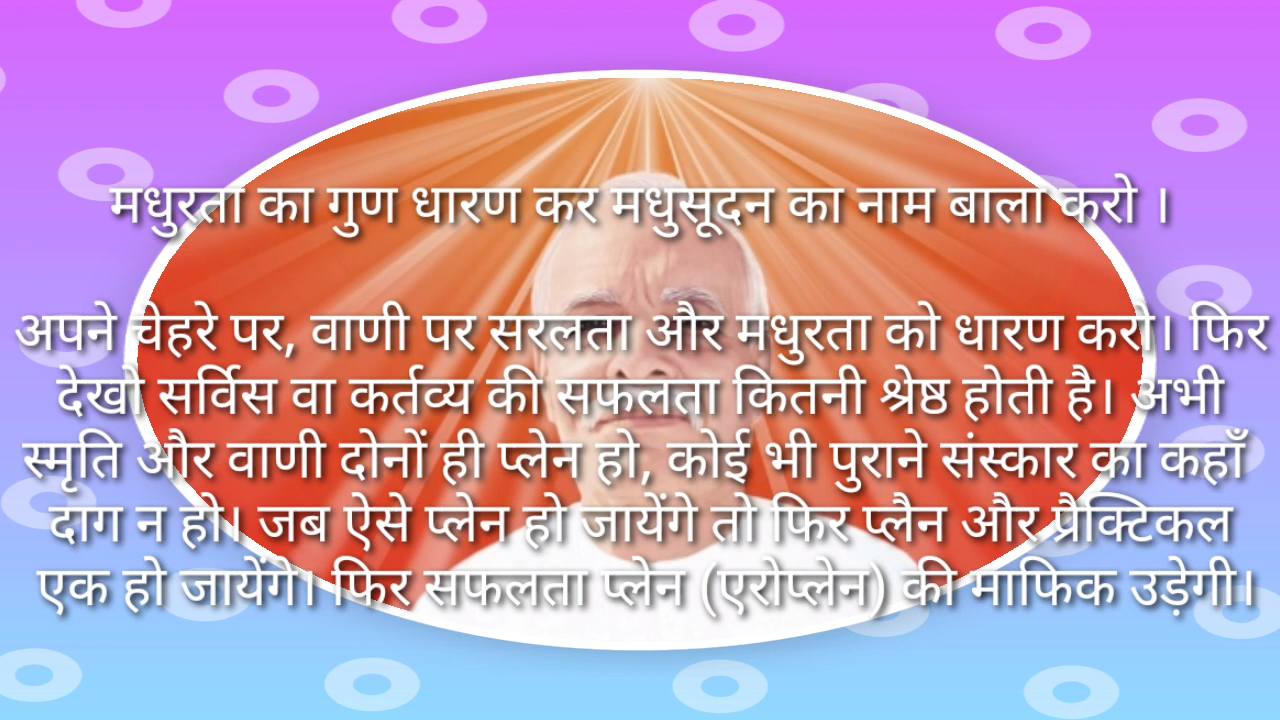 मधुरता का गुण धारण कर मधुसूदन का नाम बाला करो ।
अपने चेहरे पर, वाणी पर सरलता और मधुरता को धारण करो। फिर
देखो सर्विस वा कर्तव्य की सफलता कितनी श्रेष्ठ होती है। अभी
स्मृति और वाणी दोनों ही प्लेन हो, कोई भी पुराने संस्कार का कहाँ
दाग न हो। जब ऐसे प्लेन हो जायेंगे तो फिर प्लैन और प्रैक्टिकल
एक हो जायेंगे। फिर सफलता प्लेन (एरोप्लेन) की माफिक उड़ेगी।